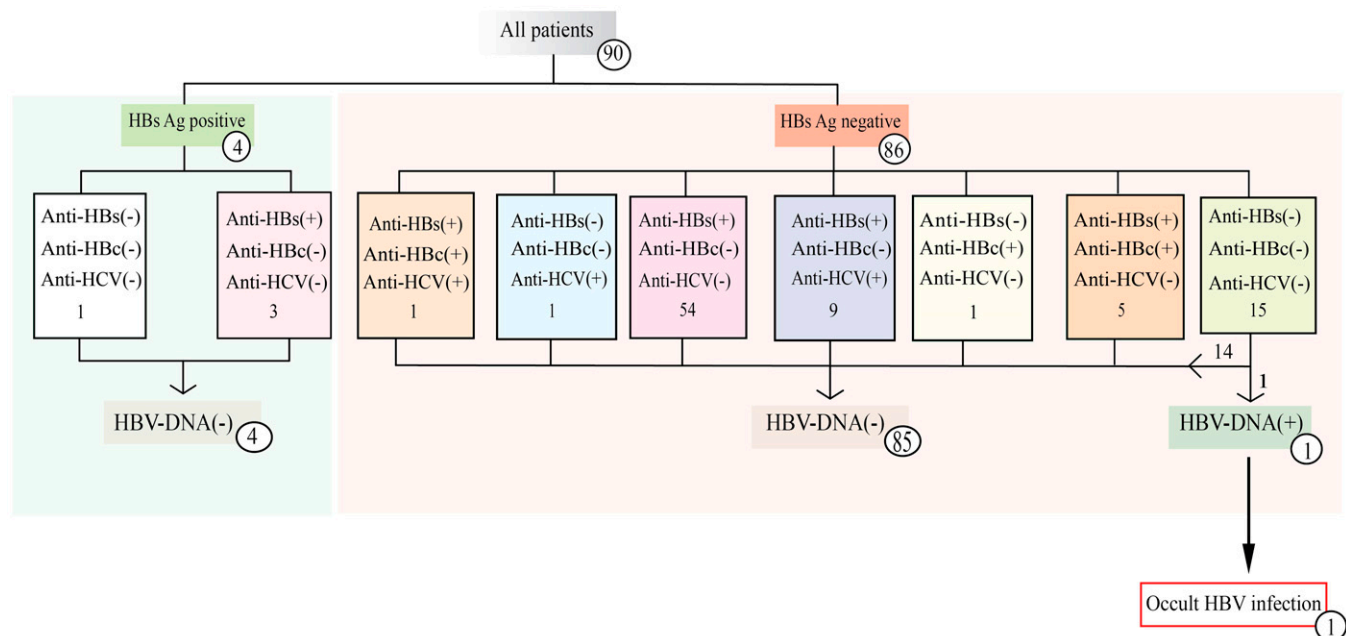 All patients
90
HBs Ag positive
4
HBs Ag negative
86
Anti-HBs(-)
Anti-HBc(-)
Anti-HCV(-)
1
Anti-HBs(+)
Anti-HBc(-)
Anti-HCV(-)
3
Anti-HBs(+)
Anti-HBc(+)
Anti-HCV(+)
1
Anti-HBs(-)
Anti-HBc(-)
Anti-HCV(+)
1
Anti-HBs(+)
Anti-HBc(-)
Anti-HCV(-)
54
Anti-HBs(+)
Anti-HBc(-)
Anti-HCV(+)
9
Anti-HBs(-)
Anti-HBc(+)
Anti-HCV(-)
1
Anti-HBs(+)
Anti-HBc(+)
Anti-HCV(-)
5
Anti-HBs(-)
Anti-HBc(-)
Anti-HCV(-)
15
14
1
HBV-DNA(-)
4
HBV-DNA(-)
85
HBV-DNA(+)
1
Occult HBV infection
1